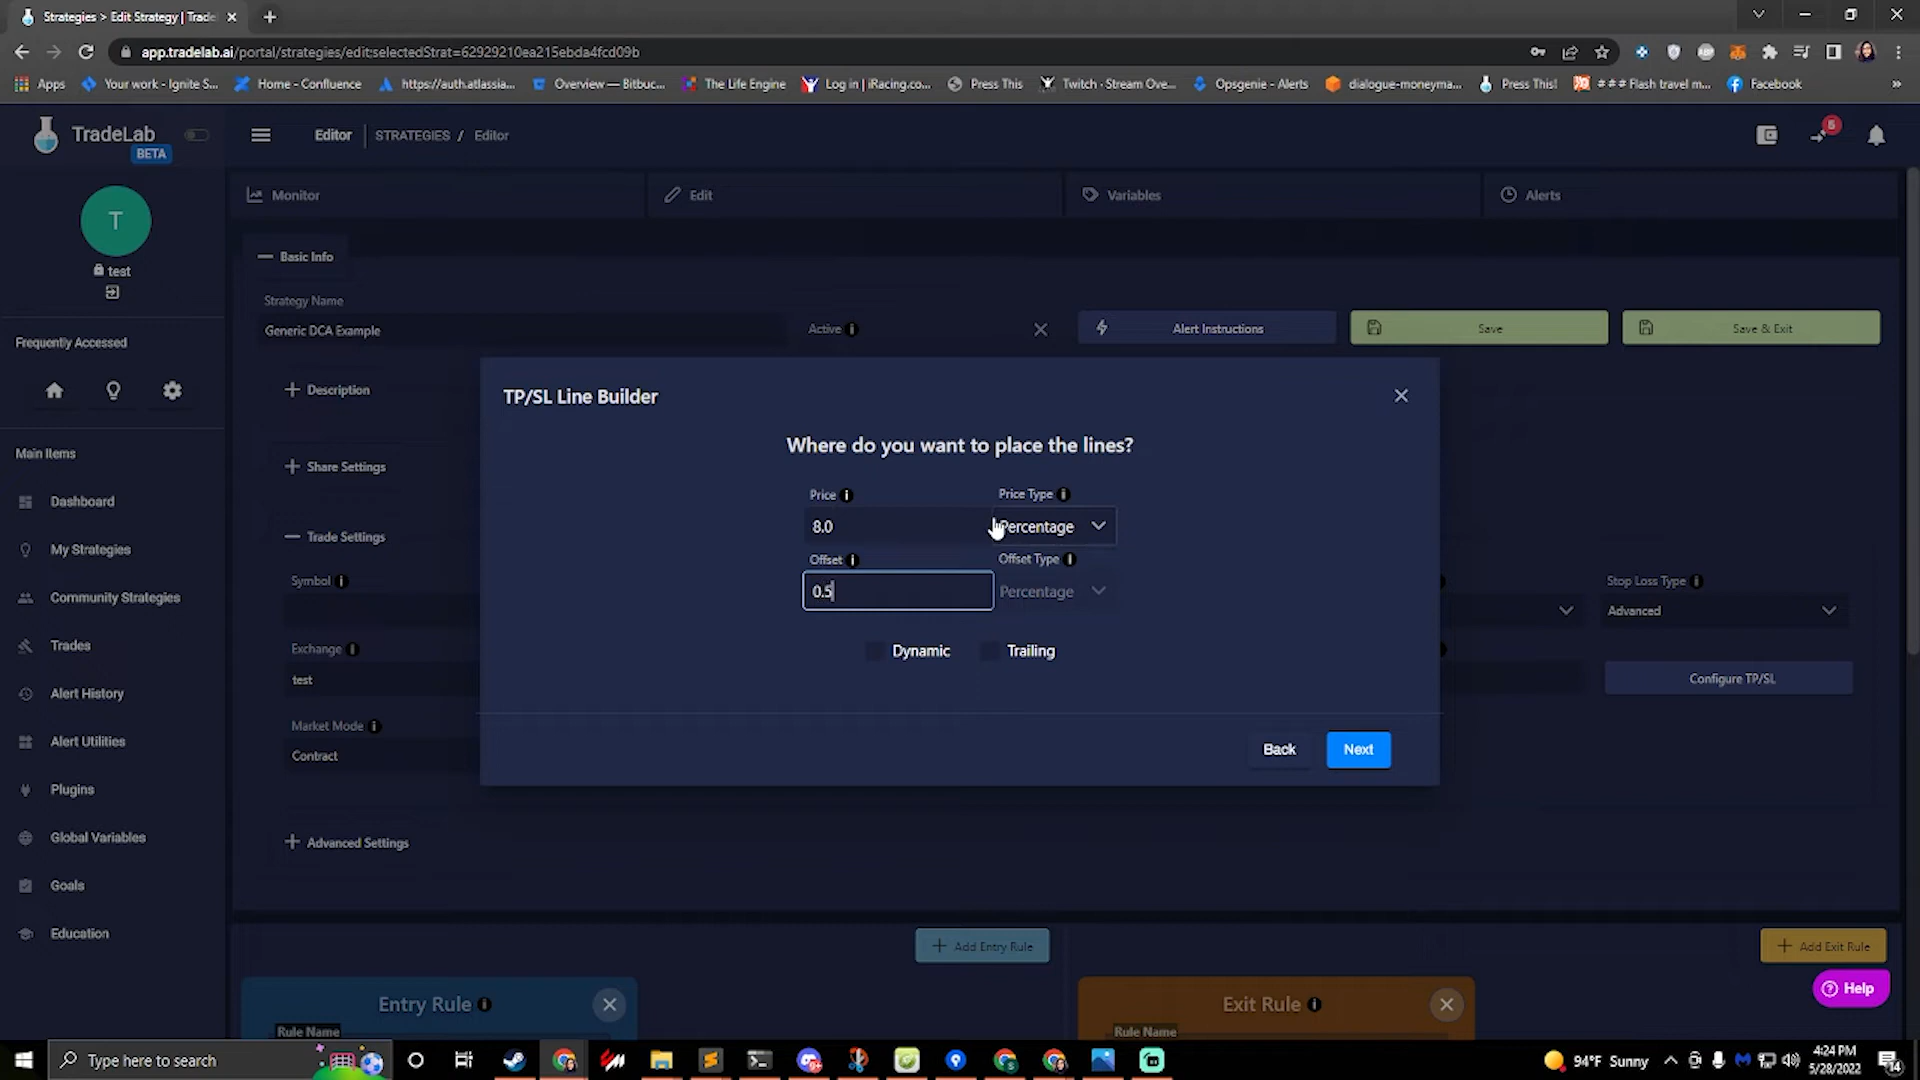 Strategies > Edit Strategy | Trade
app.tradelab.ai/portal/strategies/edit;selectedStrat=62929210ea215ebda4fcd09b
Apps
Your work - Ignite S...
Home - Confluence
https://auth.atlassia...
Overview — Bitbuc...
The Life Engine
Log in | iRacing.co...
Press This
Twitch - Stream Ove...
Opsgenie - Alerts
dialogue-moneyma...
Press This!
###Flash travel m...
Facebook
»
TradeLab
BETA
Editor
STRATEGIES / Editor
5
T
test
Frequently Accessed
Main Items
Dashboard
My Strategies
Community Strategies
Trades
Alert History
Alert Utilities
Plugins
Global Variables
Goals
Education
Monitor
Edit
Variables
Alerts
Basic Info
Strategy Name
Generic DCA Example
Active
Alert Instructions
Save
Save & Exit
Description
Share Settings
Trade Settings
Symbol
Exchange
test
Market Mode
Contract
Advanced Settings
Stop Loss Type
Advanced
Configure TP/SL
TP/SL Line Builder
Where do you want to place the lines?
Price
Price Type
8.0
Percentage
Offset
Offset Type
0.5
Percentage
Dynamic
Trailing
Back
Next
Add Entry Rule
Add Exit Rule
Entry Rule
Rule Name
Exit Rule
Rule Name
Help
Type here to search
94°F Sunny
4:24 PM
5/28/2022
14